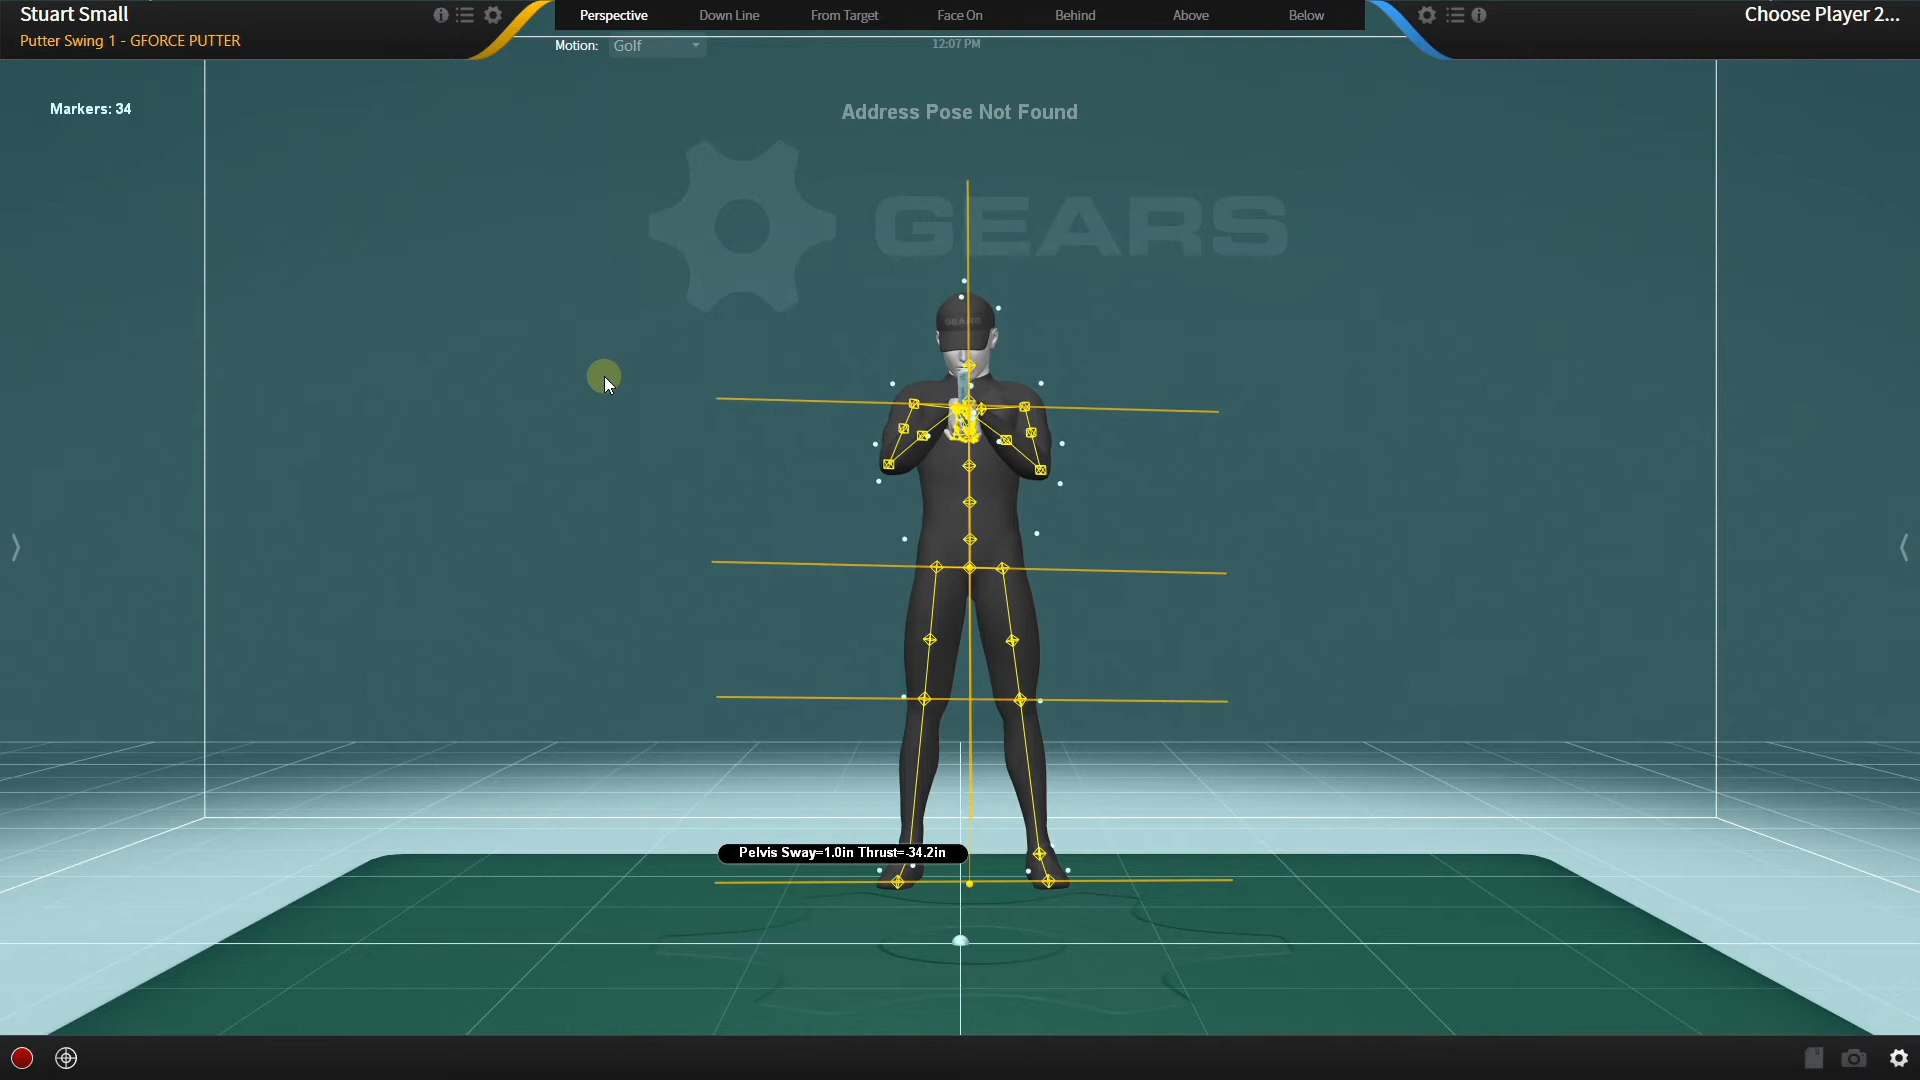 Stuart Small
Putter Swing 1 - GFORCE PUTTER
Perspective
Down Line
From Target
Face On
Behind
Above
Below
Choose Player 2...
Motion: Golf
12:07 PM
Markers: 34
Address Pose Not Found
GEARS
GEARS
Pelvis Sway=1.0in Thrust=-34.2in